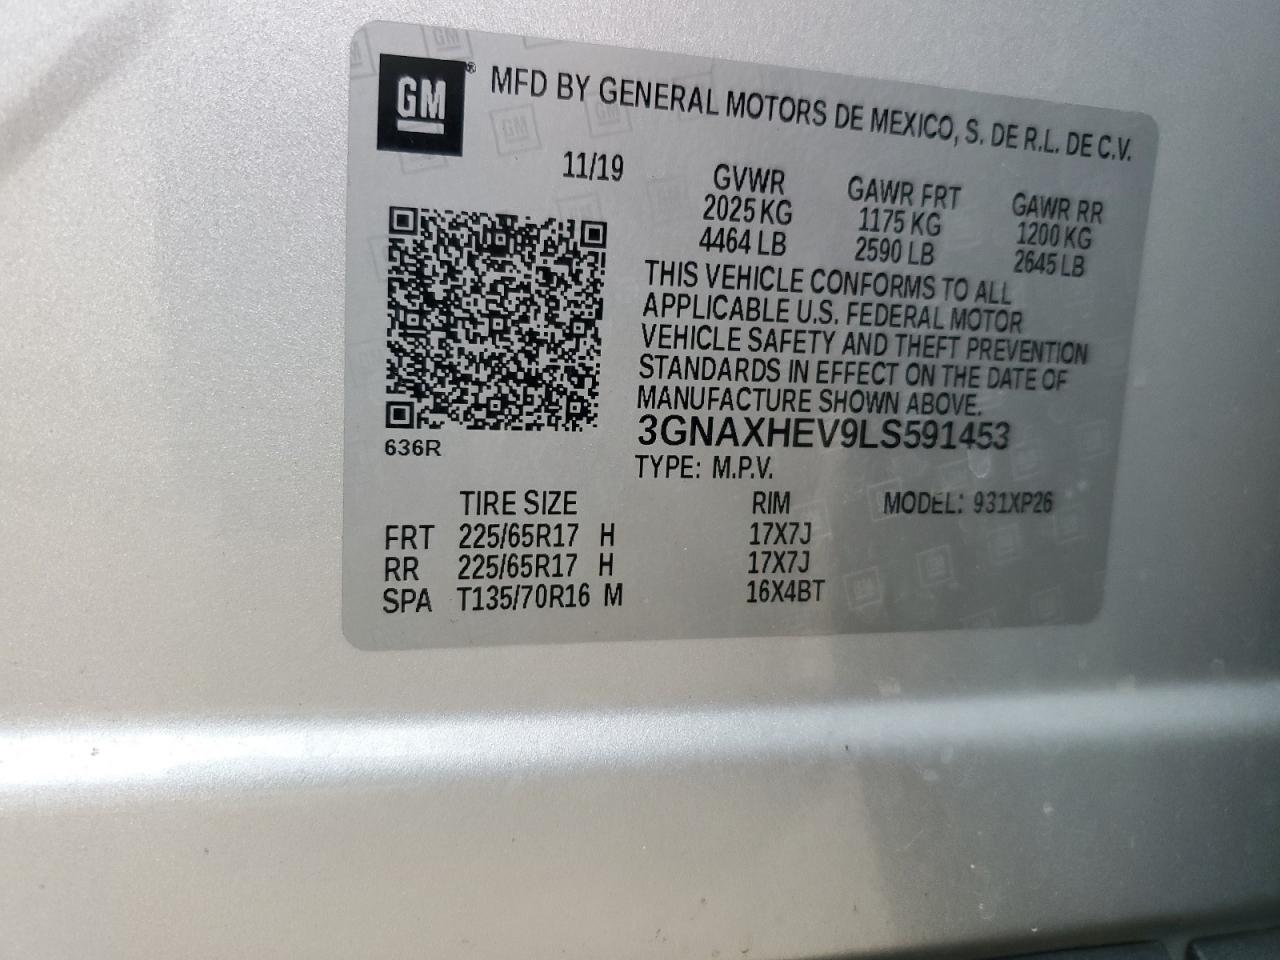 GM® MFD BY GENERAL MOTORS DE MEXICO, S. DE R.L. DE C.V.
11/19
GVWR GAWR FRT GAWR RR
2025 KG 1175 KG 1200 KG
4464 LB 2590 LB 2645 LB
THIS VEHICLE CONFORMS TO ALL
APPLICABLE U.S. FEDERAL MOTOR
VEHICLE SAFETY AND THEFT PREVENTION
STANDARDS IN EFFECT ON THE DATE OF
MANUFACTURE SHOWN ABOVE.
3GNAXHEV9LS591453
636R
TYPE: M.P.V.
TIRE SIZE RIM MODEL: 931XP26
FRT 225/65R17 H 17X7J
RR 225/65R17 H 17X7J
SPA T135/70R16 M 16X4BT